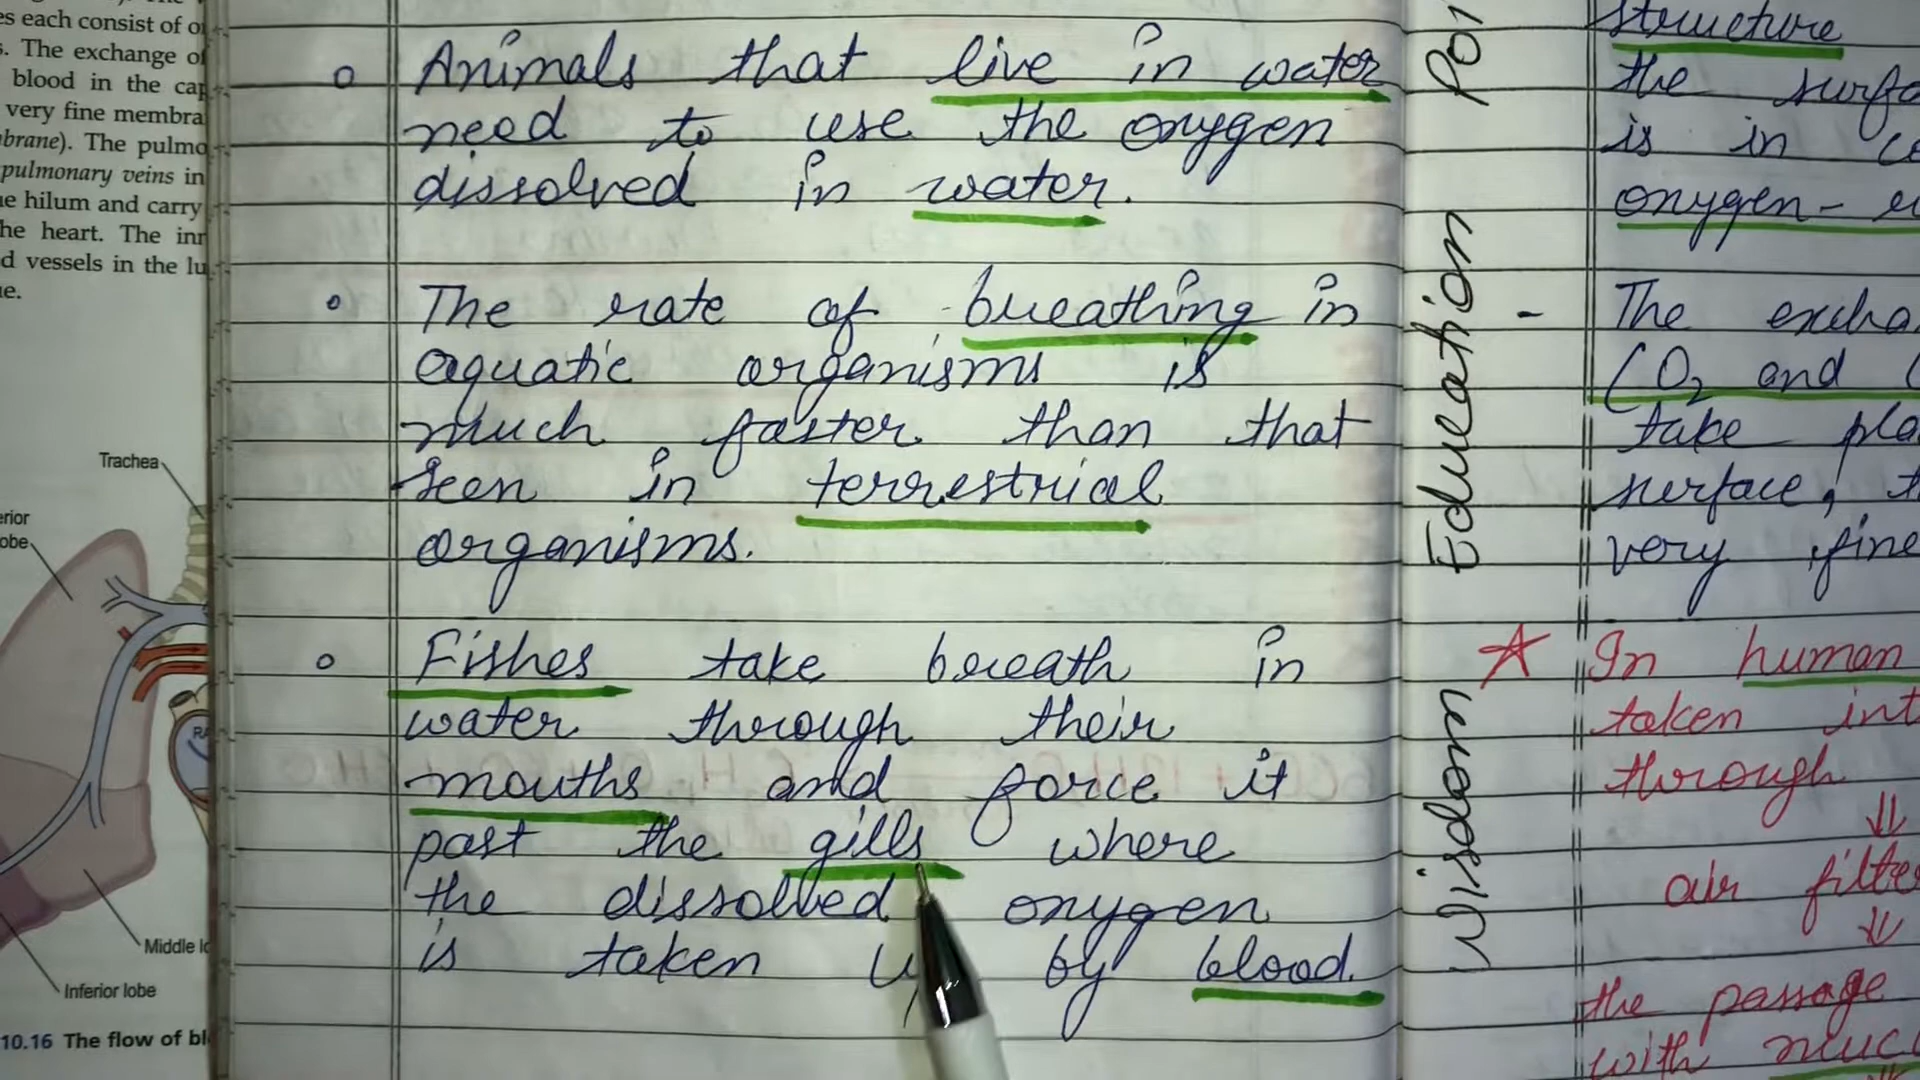 es each consist of
s. The exchange of
blood in the
very fine
brane). The
pulmonary veins in
hilum and carry
he heart. The
d vessels in the
Trachea
Middle
Inferior lobe
10.16 The flow of
Animals that live in water
need to use the oxygen
dissolved in water.
The rate of breathing in
aquatic organisms is
much faster than that
seen in terrestrial
organisms.
Fishes take breath in
water through their
mouths and force it
past the gills where
the dissolved oxygen
is taken by blood.
Wisdom Education
structure
the
is in
oxygen-
- The
(O2 and
take
surface,
very fine
☆ In human
taken
through
⇓
air
⇓
the passage
with